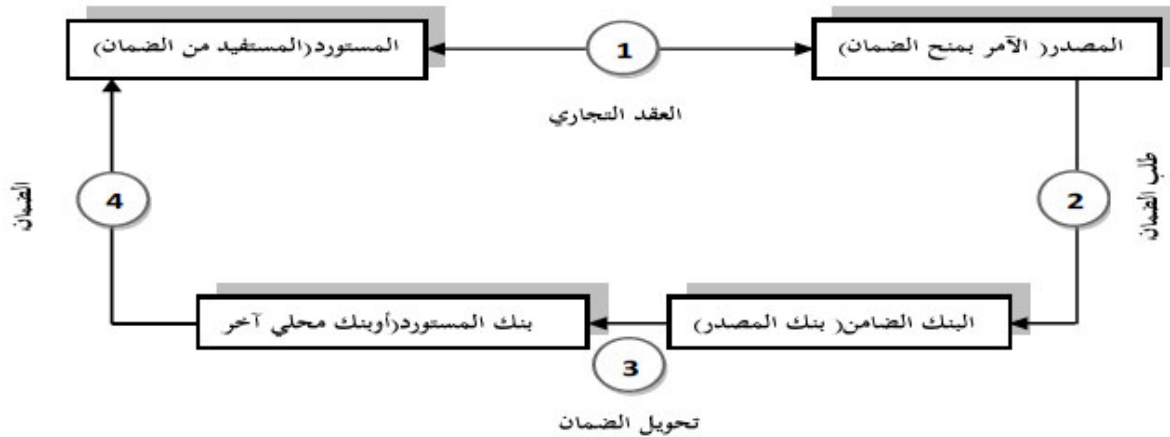 المصدر( الآمر بمنح الضمان)
1
المستورد(المستفيد من الضمان)
العقد التجاري
طلب الضمان
2
4
الضمان
البنك الضامن( بنك المصدر)
بنك المستورد(أوبنك محلي آخر
3
تحويل الضمان